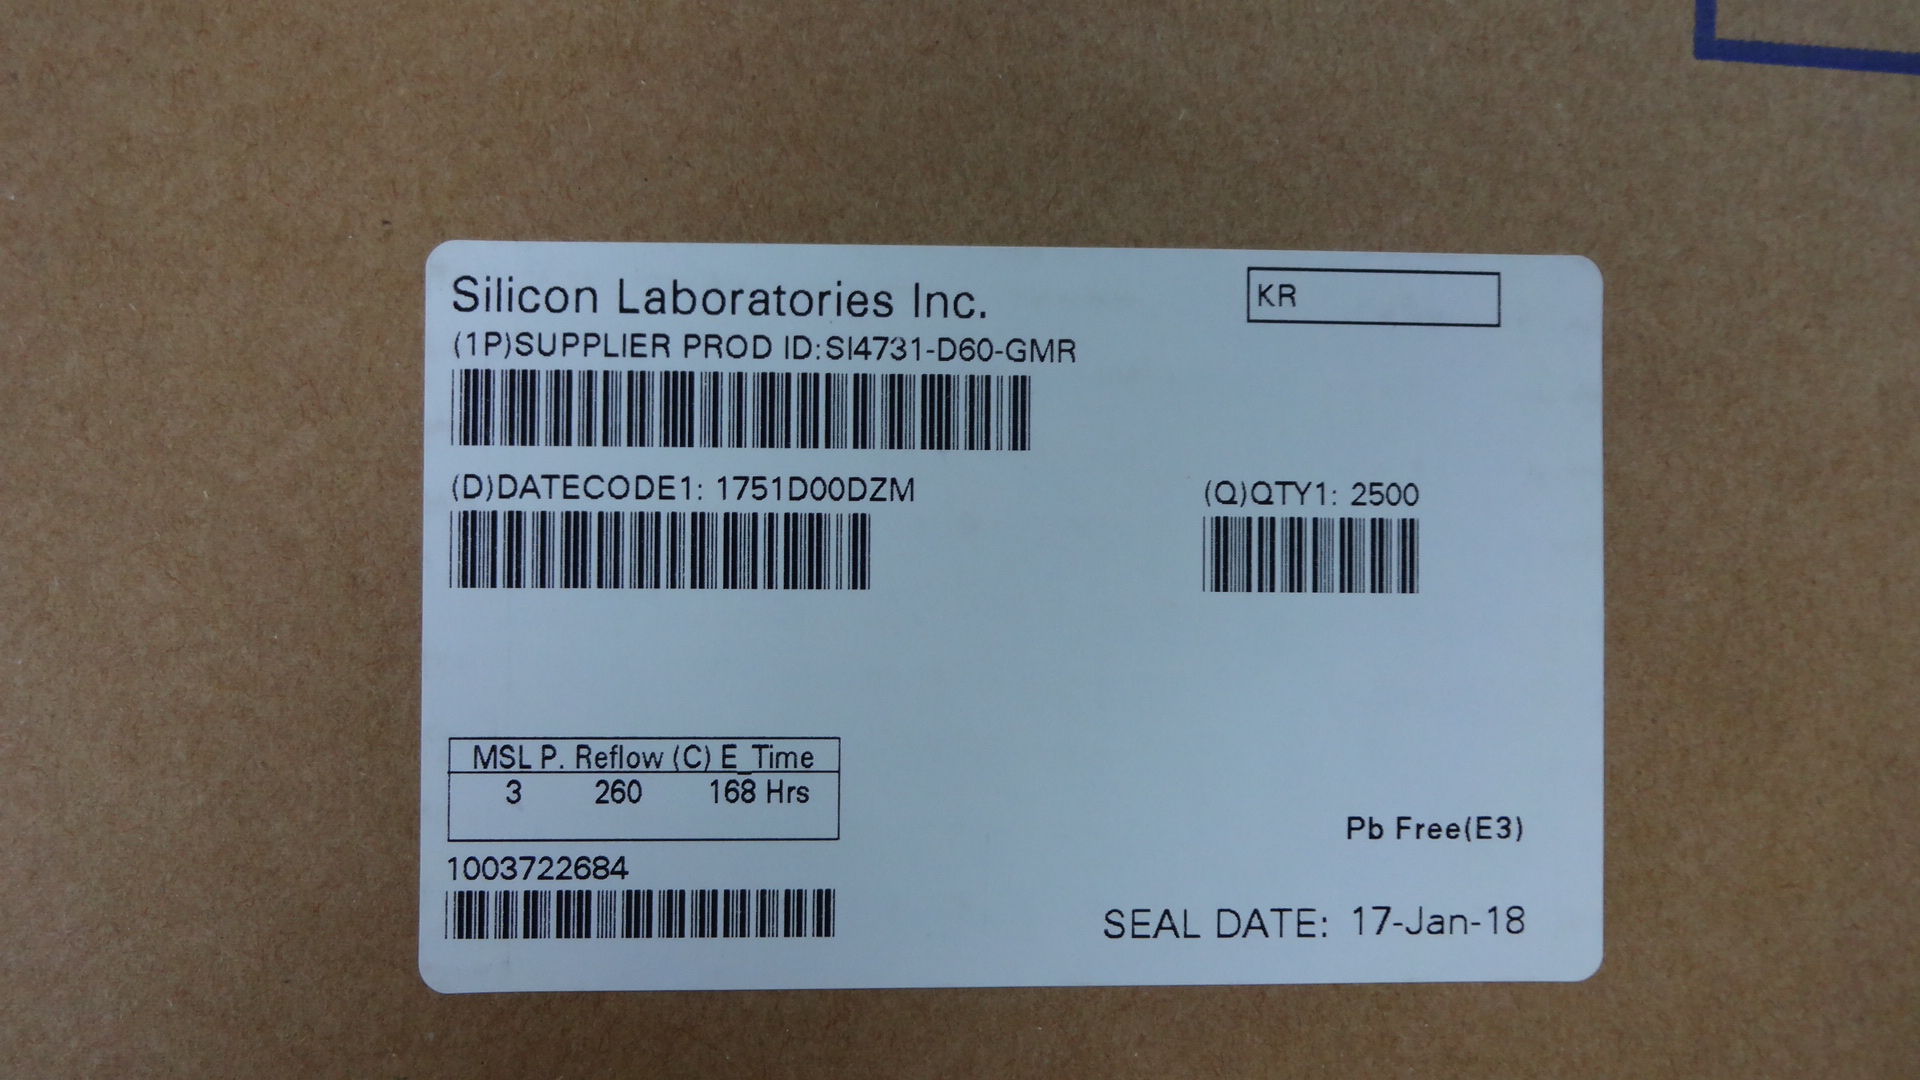 Silicon Laboratories Inc.
KR
(1P)SUPPLIER PROD ID:SI4731-D60-GMR
(D)DATECODE1: 1751D00DZM
(Q)QTY1: 2500
MSL P. Reflow (C) E_Time
3 260 168 Hrs
Pb Free(E3)
1003722684
SEAL DATE: 17-Jan-18